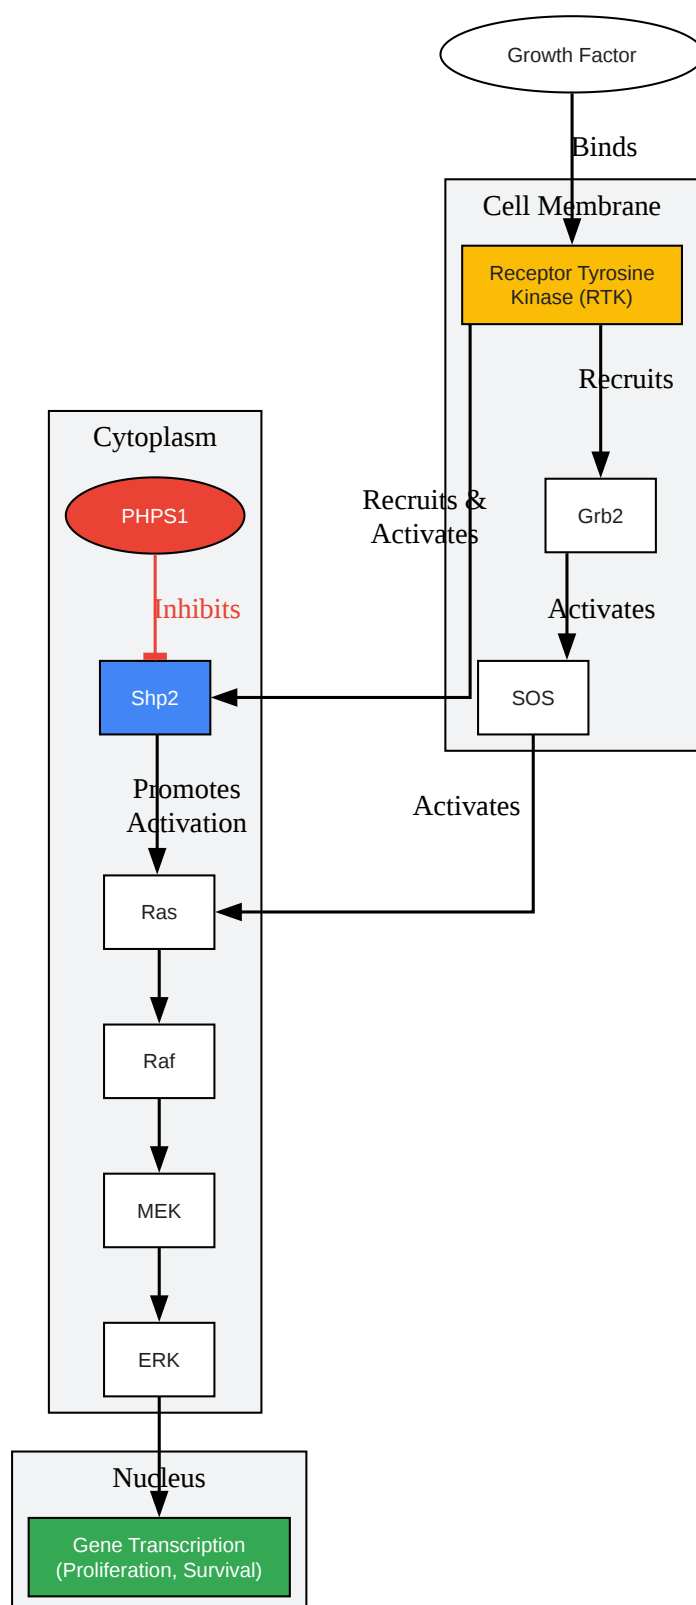 Growth Factor
Binds
Cell Membrane
Receptor Tyrosine
Kinase (RTK)
Recruits
Cytoplasm
Recruits &
Activates
PHPS1
Grb2
Inhibits
Activates
Shp2
SOS
Promotes
Activation
Activates
Ras
Raf
MEK
ERK
Nucleus
Gene Transcription
(Proliferation, Survival)